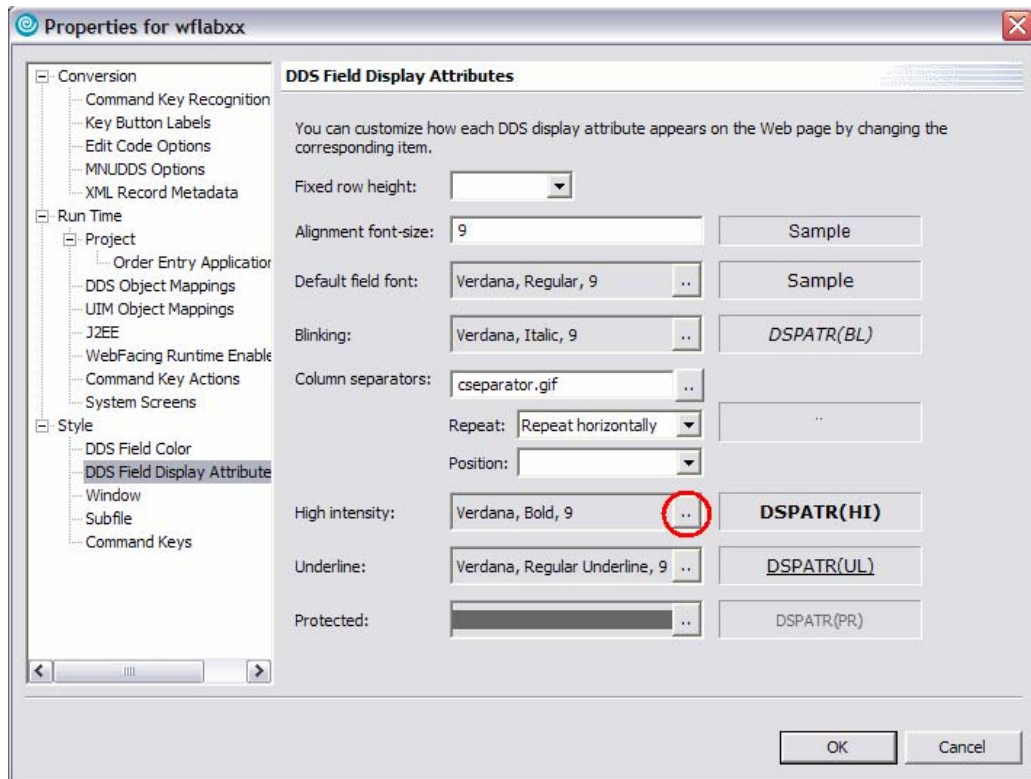 Properties for wflabxx
Conversion
Command Key Recognition
Key Button Labels
Edit Code Options
MNUDDS Options
XML Record Metadata
Run Time
Project
Order Entry Application
DDS Object Mappings
UIM Object Mappings
J2EE
WebFacing Runtime Enable
Command Key Actions
System Screens
Style
DDS Field Color
DDS Field Display Attribute
Window
Subfile
Command Keys
DDS Field Display Attributes
You can customize how each DDS display attribute appears on the Web page by changing the
corresponding item.
Fixed row height:
Alignment font-size: 9 Sample
Default field font: Verdana, Regular, 9 .. Sample
Blinking: Verdana, Italic, 9 .. DSPATR(BL)
Column separators: cseparator.gif ..
Repeat: Repeat horizontally ..
Position:
High intensity: Verdana, Bold, 9 .. DSPATR(HI)
Underline: Verdana, Regular Underline, 9 .. DSPATR(UL)
Protected: .. DSPATR(PR)
OK Cancel